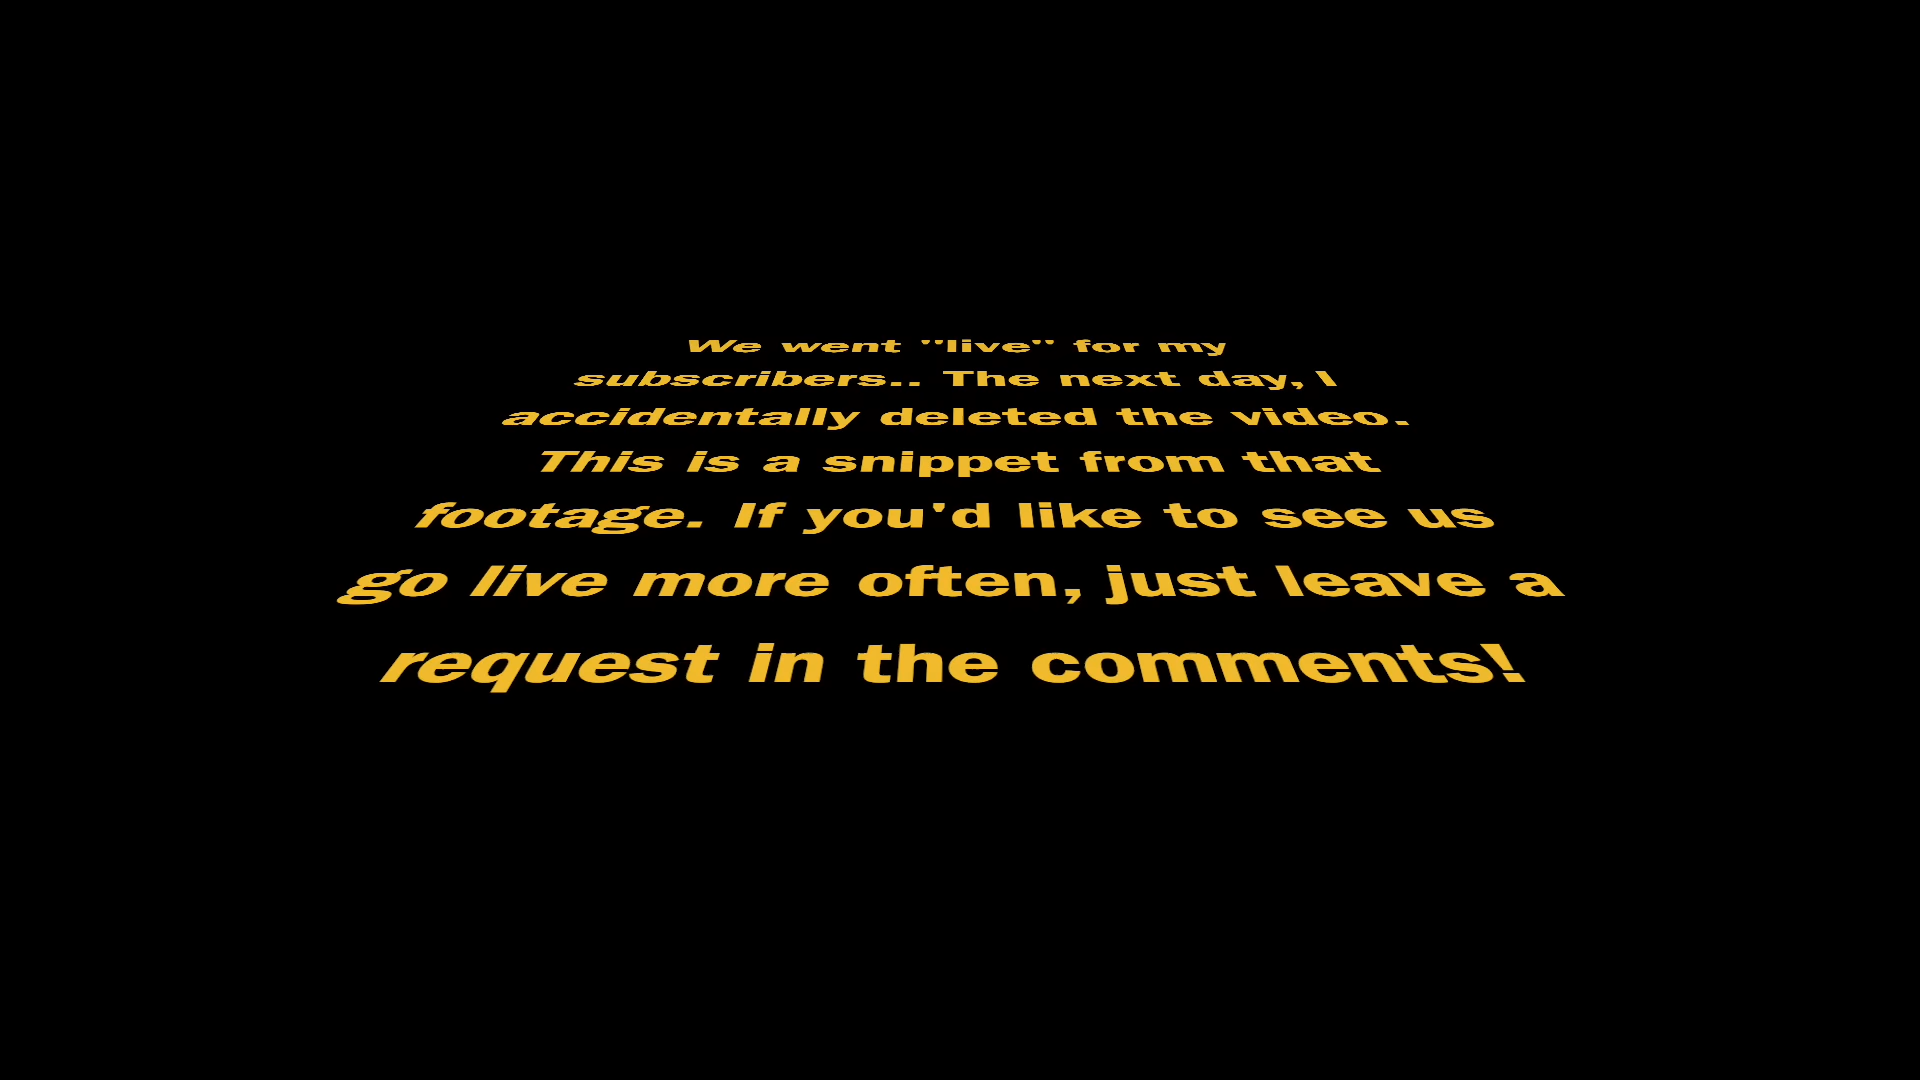 We went "live" for my
subscribers.. The next day, I
accidentally deleted the video.
This is a snippet from that
footage. If you'd like to see us
go live more often, just leave a
request in the comments!